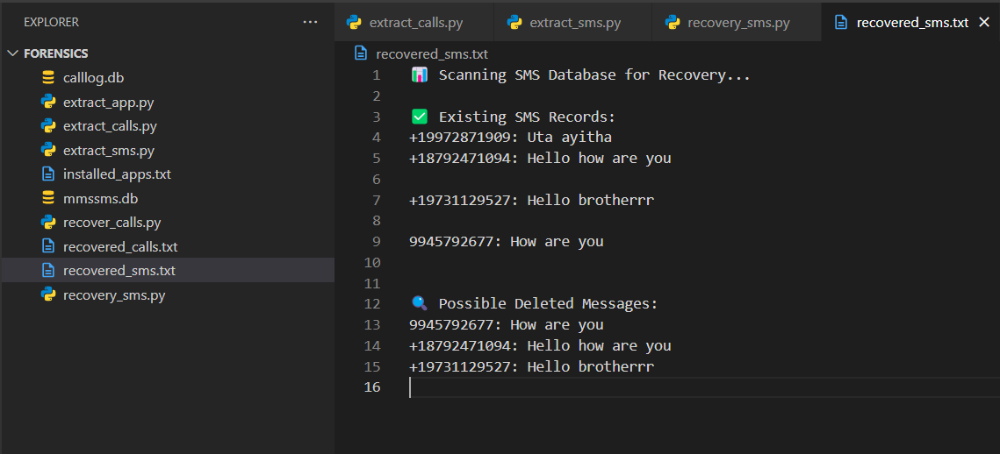 EXPLORER
...
FORENSICS
calllog.db
extract_app.py
extract_calls.py
extract_sms.py
installed_apps.txt
mmssms.db
recover_calls.py
recovered_calls.txt
recovered_sms.txt
recovery_sms.py
extract_calls.py
extract_sms.py
recovery_sms.py
recovered_sms.txt
recovered_sms.txt
1 📊 Scanning SMS Database for Recovery...
2
3 ✅ Existing SMS Records:
4 +19972871909: Uta ayitha
5 +18792471094: Hello how are you
6
7 +19731129527: Hello brotherrr
8
9 9945792677: How are you
10
11
12 🔍 Possible Deleted Messages:
13 9945792677: How are you
14 +18792471094: Hello how are you
15 +19731129527: Hello brotherrr
16